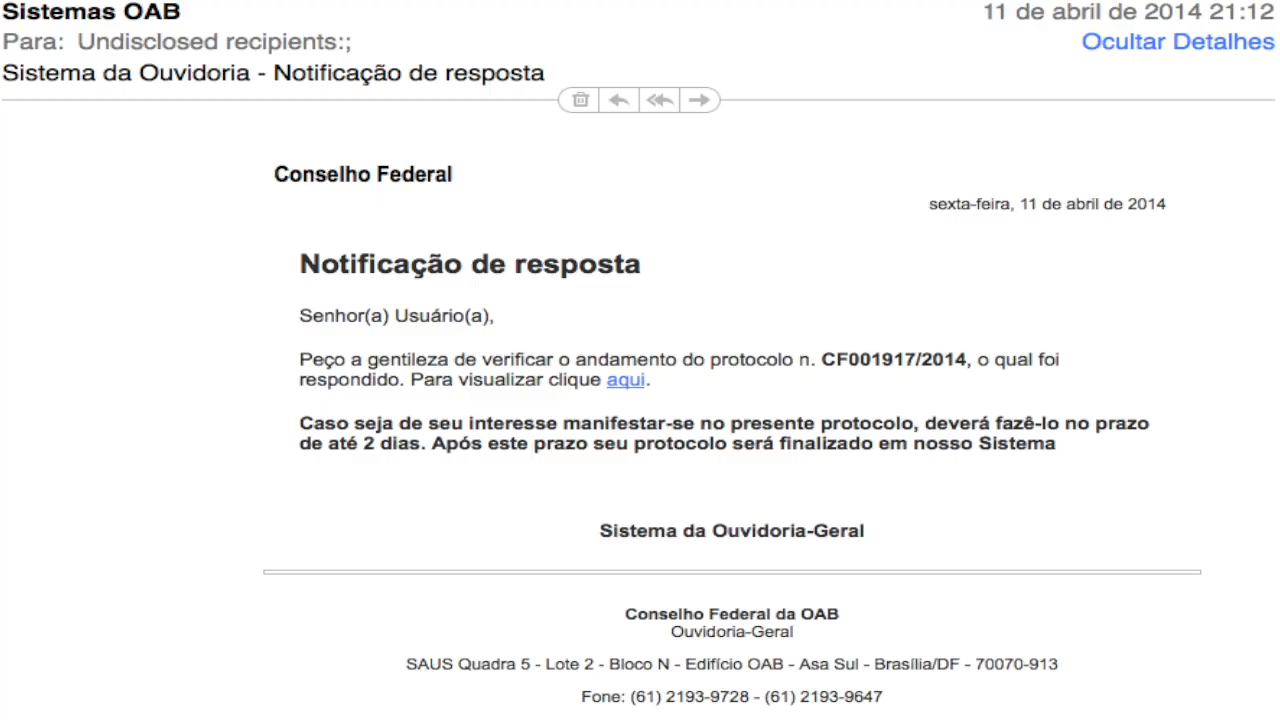 Sistemas OAB
11 de abril de 2014 21:12
Para: Undisclosed recipients:;
Ocultar Detalhes
Sistema da Ouvidoria - Notificação de resposta
Conselho Federal
sexta-feira, 11 de abril de 2014
Notificação de resposta
Senhor(a) Usuário(a),
Peço a gentileza de verificar o andamento do protocolo n. CF001917/2014, o qual foi
respondido. Para visualizar clique aqui.
Caso seja de seu interesse manifestar-se no presente protocolo, deverá fazê-lo no prazo
de até 2 dias. Após este prazo seu protocolo será finalizado em nosso Sistema
Sistema da Ouvidoria-Geral
Conselho Federal da OAB
Ouvidoria-Geral
SAUS Quadra 5 - Lote 2 - Bloco N - Edifício OAB - Asa Sul - Brasília/DF - 70070-913
Fone: (61) 2193-9728 - (61) 2193-9647